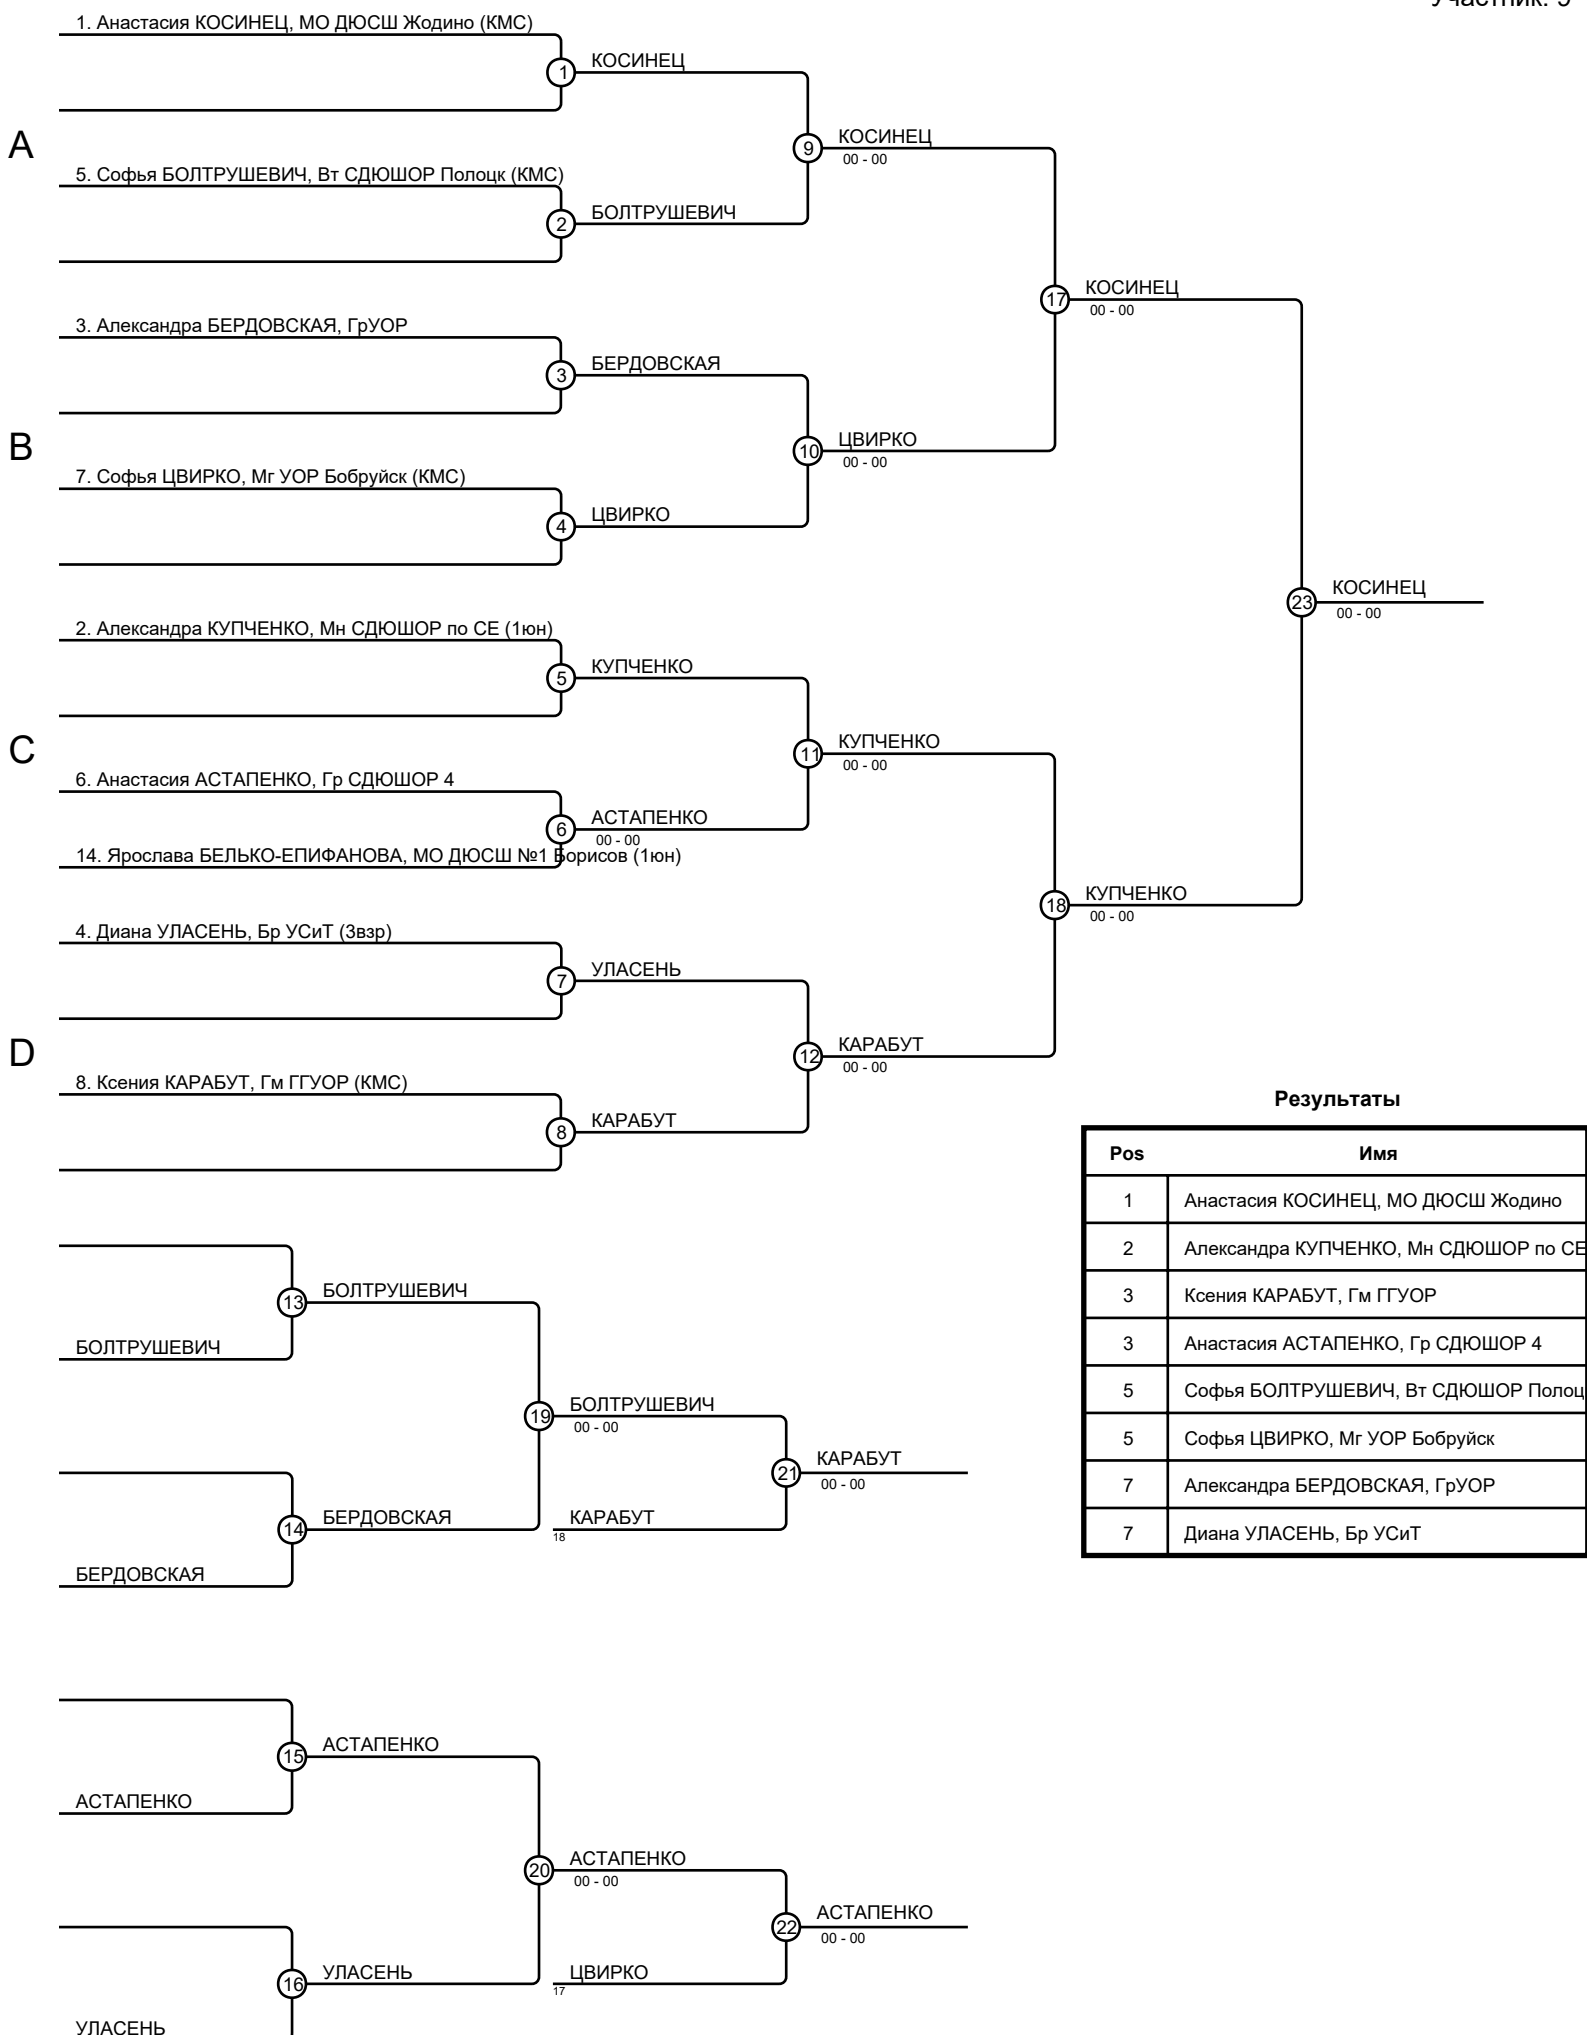 Участник: 9
1. Анастасия КОСИНЕЦ, МО ДЮСШ Жодино (КМС)
1
КОСИНЕЦ
9
КОСИНЕЦ
00 - 00
A
5. Софья БОЛТРУШЕВИЧ, Вт СДЮШОР Полоцк (КМС)
2
БОЛТРУШЕВИЧ
17
КОСИНЕЦ
00 - 00
3. Александра БЕРДОВСКАЯ, ГрУОР
3
БЕРДОВСКАЯ
B
10
ЦВИРКО
00 - 00
7. Софья ЦВИРКО, Мг УОР Бобруйск (КМС)
4
ЦВИРКО
23
КОСИНЕЦ
00 - 00
2. Александра КУПЧЕНКО, Мн СДЮШОР по СЕ (1юн)
5
КУПЧЕНКО
C
11
КУПЧЕНКО
00 - 00
6. Анастасия АСТАПЕНКО, Гр СДЮШОР 4
6
АСТАПЕНКО
00 - 00
14. Ярослава БЕЛЬКО-ЕПИФАНОВА, МО ДЮСШ №1 Борисов (1юн)
18
КУПЧЕНКО
00 - 00
4. Диана УЛАСЕНЬ, Бр УСиТ (3взр)
7
УЛАСЕНЬ
D
12
КАРАБУТ
00 - 00
8. Ксения КАРАБУТ, Гм ГГУОР (КМС)
8
КАРАБУТ
Результаты
Pos Имя
1 Анастасия КОСИНЕЦ, МО ДЮСШ Жодино
2 Александра КУПЧЕНКО, Мн СДЮШОР по СЕ
3 Ксения КАРАБУТ, Гм ГГУОР
3 Анастасия АСТАПЕНКО, Гр СДЮШОР 4
5 Софья БОЛТРУШЕВИЧ, Вт СДЮШОР Полоц
5 Софья ЦВИРКО, Мг УОР Бобруйск
7 Александра БЕРДОВСКАЯ, ГрУОР
7 Диана УЛАСЕНЬ, Бр УСиТ
13
БОЛТРУШЕВИЧ
БОЛТРУШЕВИЧ
19
БОЛТРУШЕВИЧ
00 - 00
21
КАРАБУТ
00 - 00
14
БЕРДОВСКАЯ
КАРАБУТ
18
БЕРДОВСКАЯ
15
АСТАПЕНКО
АСТАПЕНКО
20
АСТАПЕНКО
00 - 00
22
АСТАПЕНКО
00 - 00
16
УЛАСЕНЬ
ЦВИРКО
17
УЛАСЕНЬ